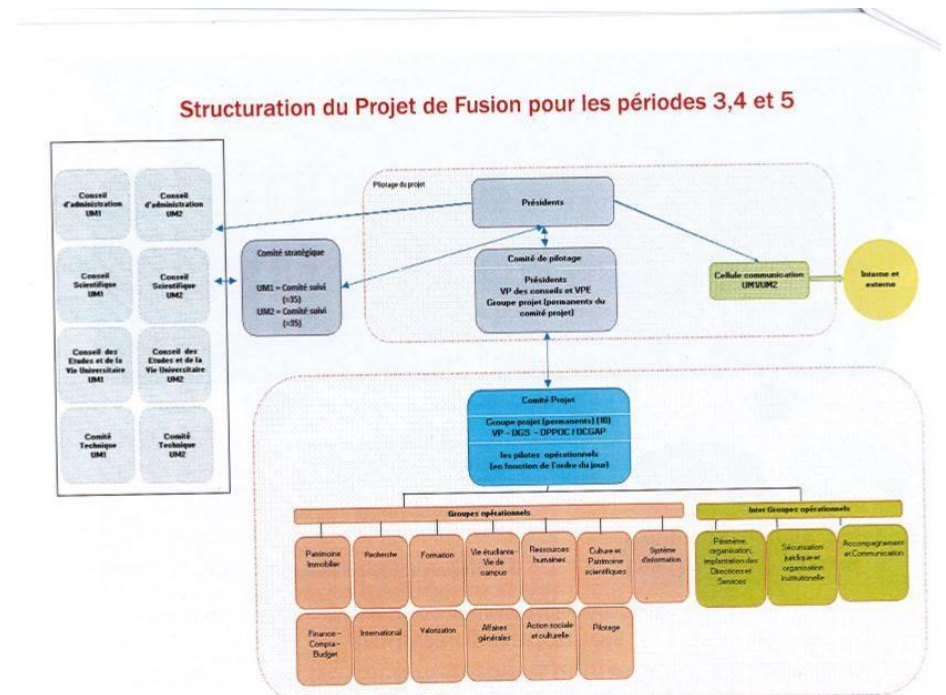 Structuration du Projet de Fusion pour les périodes 3,4 et 5
Conseil
d'administration
UM1
Conseil
d'administration
UM2
Conseil
Scientifique
UM1
Conseil
Scientifique
UM2
Conseil des
Etudes et de la
Vie Universitaire
UM1
Conseil des
Etudes et de la
Vie Universitaire
UM2
Comité
Technique
UM1
Comité
Technique
UM2
Comité stratégique
UM1 = Comité suivi
(≈35)
UM2 = Comité suivi
(≈35)
Pilotage du projet
Présidents
Comité de pilotage
Présidents
VP des conseils et VPE
Groupe projet (permanents du
comité projet)
Cellule communication
UM1/UM2
Interne et
externe
Comité Projet
Groupe projet (permanents) (10)
VP – DGS – DPPOC / DCGAP
les pilotes opérationnels
(en fonction de l'ordre du jour)
Groupes opérationnels
Patrimoine
Immobilier
Recherche
Formation
Vie étudiante-
Vie de
campus
Ressources
humaines
Culture et
Patrimoine
scientifiques
Système
d'information
Finance –
Compta –
Budget
International
Valorisation
Affaires
générales
Action sociale
et culturelle
Pilotage
Inter Groupes opérationnels
organisation,
implantation des
Directions et
Services
Sécurisation
juridique et
organisation
institutionnelle
Accompagnement
et Communication